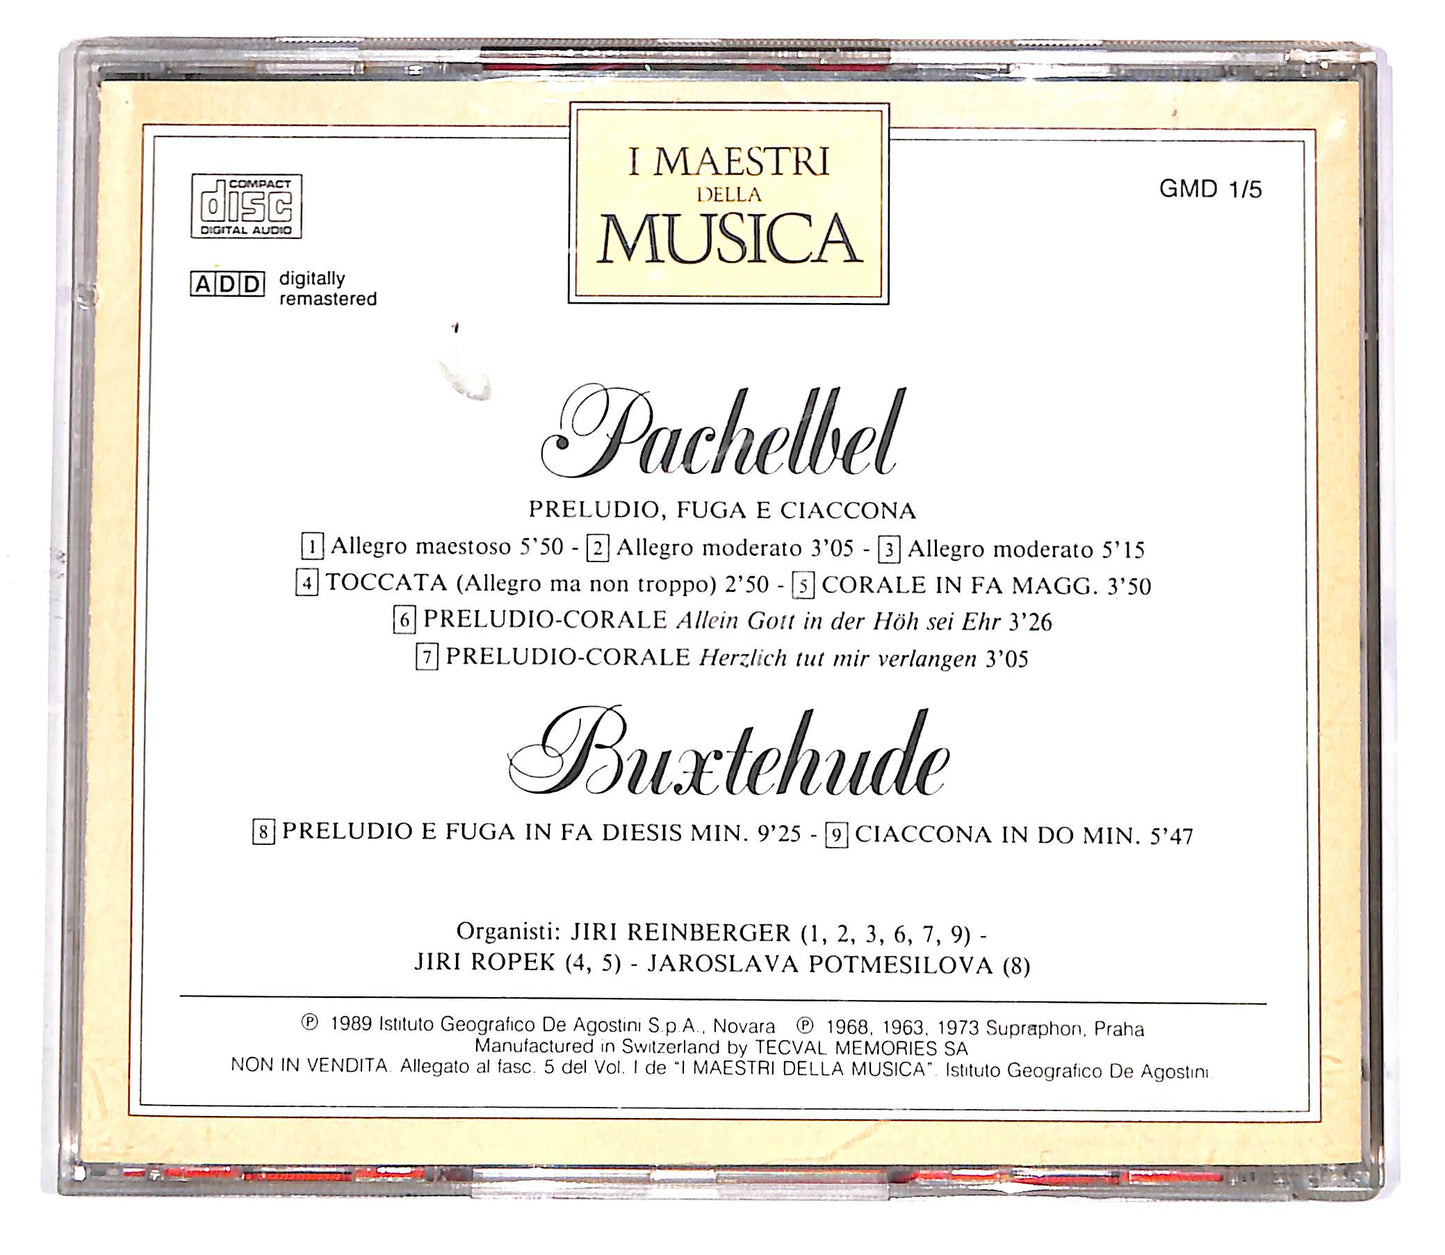 I MAESTRI
DELLA
MUSICA
COMPACT
disc
DIGITAL AUDIO
GMD 1/5
ADD digitally
remastered
Pachelbel
PRELUDIO, FUGA E CIACCONA
1 Allegro maestoso 5'50 - 2 Allegro moderato 3'05 - 3 Allegro moderato 5'15
4 TOCCATA (Allegro ma non troppo) 2'50 - 5 CORALE IN FA MAGG. 3'50
6 PRELUDIO-CORALE Allein Gott in der Höh sei Ehr 3'26
7 PRELUDIO-CORALE Herzlich tut mir verlangen 3'05
Buxtehude
8 PRELUDIO E FUGA IN FA DIESIS MIN. 9'25 - 9 CIACCONA IN DO MIN. 5'47
Organisti: JIRI REINBERGER (1, 2, 3, 6, 7, 9) -
JIRI ROPEK (4, 5) - JAROSLAVA POTMESILOVA (8)
℗ 1989 Istituto Geografico De Agostini S.p.A., Novara ℗ 1968, 1963, 1973 Supraphon, Praha
Manufactured in Switzerland by TECVAL MEMORIES SA
NON IN VENDITA. Allegato al fasc. 5 del Vol. I de "I MAESTRI DELLA MUSICA". Istituto Geografico De Agostini.